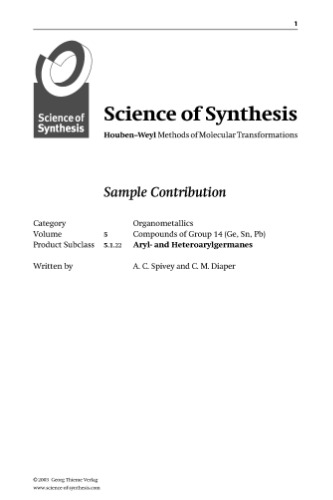 1
Science of
Synthesis
Science of Synthesis
Houben–Weyl Methods of Molecular Transformations
Sample Contribution
Category Organometallics
Volume 5 Compounds of Group 14 (Ge, Sn, Pb)
Product Subclass 5.1.22 Aryl- and Heteroarylgermanes
Written by A. C. Spivey and C. M. Diaper
© 2003 Georg Thieme Verlag
www.science-of-synthesis.com